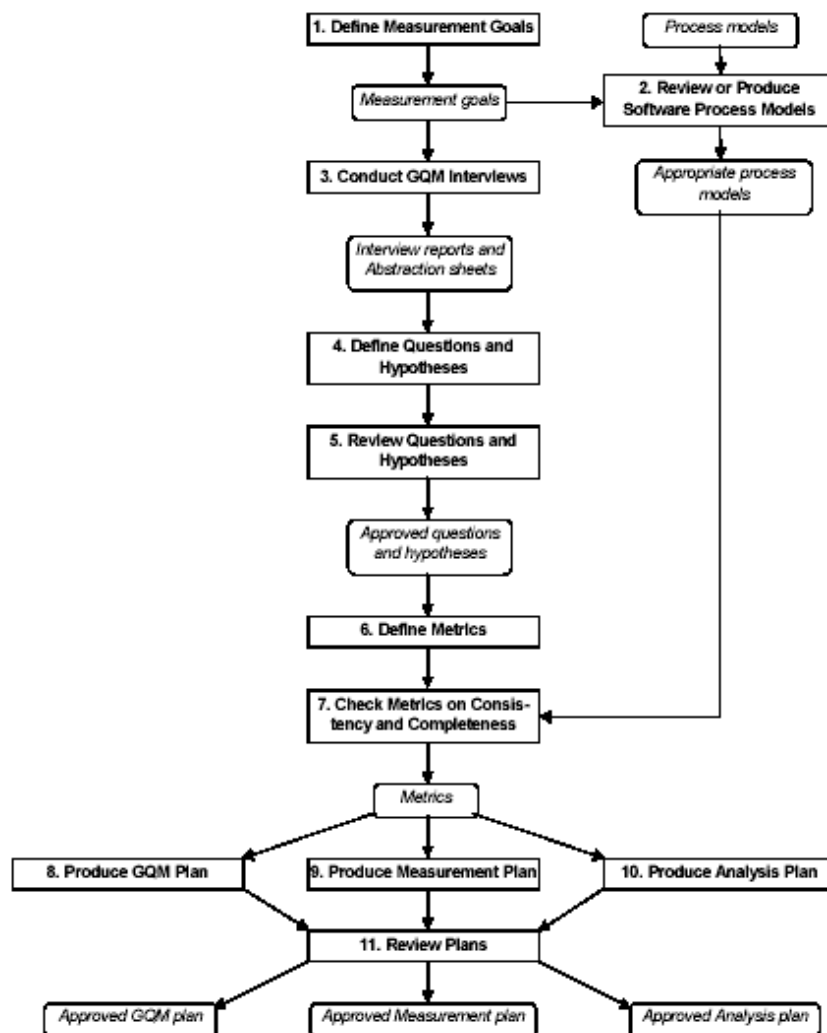 1. Define Measurement Goals
Process models
Measurement goals
2. Review or Produce
Software Process Models
3. Conduct GQM Interviews
Appropriate process
models
Interview reports and
Abstraction sheets
4. Define Questions and
Hypotheses
5. Review Questions and
Hypotheses
Approved questions
and hypotheses
6. Define Metrics
7. Check Metrics on Consis-
tency and Completeness
Metrics
8. Produce GQM Plan
9. Produce Measurement Plan
10. Produce Analysis Plan
11. Review Plans
Approved GQM plan
Approved Measurement plan
Approved Analysis plan